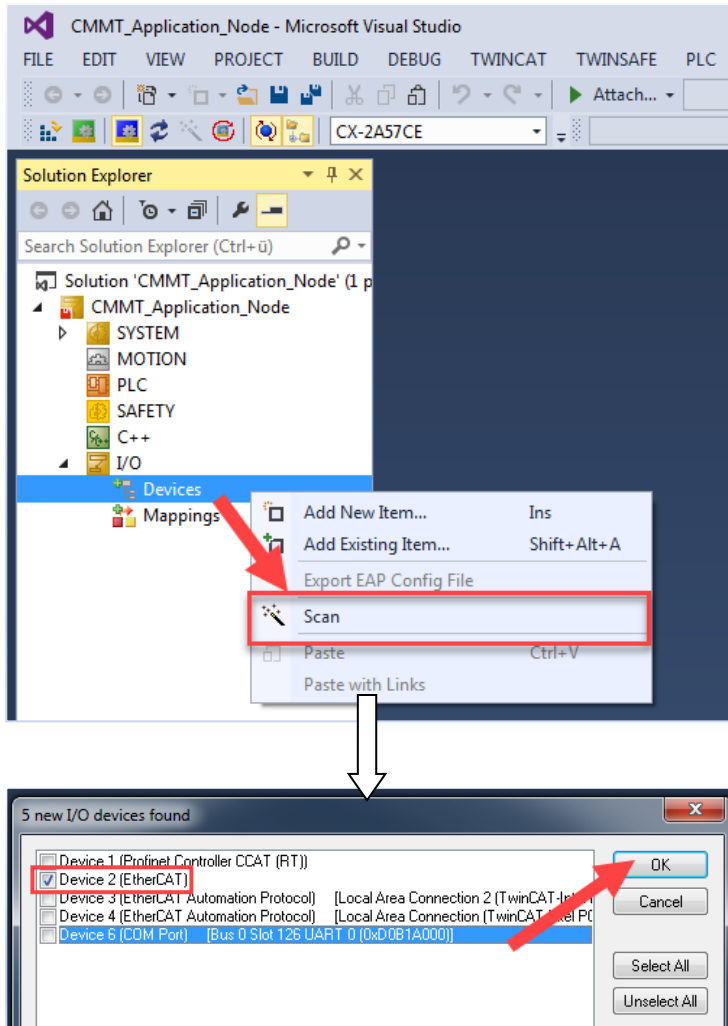 CMMT_Application_Node - Microsoft Visual Studio
FILE EDIT VIEW PROJECT BUILD DEBUG TWINCAT TWINSAFE PLC
Attach...
CX-2A57CE
Solution Explorer
Search Solution Explorer (Ctrl+ü)
Solution 'CMMT_Application_Node' (1 p
CMMT_Application_Node
SYSTEM
MOTION
PLC
SAFETY
C++
I/O
Devices
Mappings
Add New Item... Ins
Add Existing Item... Shift+Alt+A
Export EAP Config File
Scan
Paste Ctrl+V
Paste with Links
5 new I/O devices found
Device 1 (Profinet Controller CCAT (RT))
Device 2 (EtherCAT)
Device 3 (EtherCAT Automation Protocol) [Local Area Connection 2 (TwinCAT-
Device 4 (EtherCAT Automation Protocol) [Local Area Connection (TwinCAT-
Device 6 (COM Port) [Bus 0 Slot 126 UART 0 (0xD0B1A000)]
OK
Cancel
Select All
Unselect All